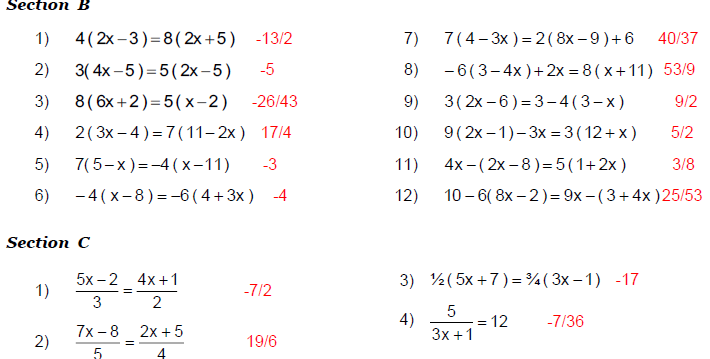 Section B
1) 4(2x–3)=8(2x+5) -13/2
2) 3(4x–5)=5(2x–5) -5
3) 8(6x+2)=5(x–2) -26/43
4) 2(3x–4)=7(11–2x) 17/4
5) 7(5–x)=–4(x–11) -3
6) –4(x–8)=–6(4+3x) -4
7) 7(4–3x)=2(8x–9)+6 40/37
8) –6(3–4x)+2x=8(x+11) 53/9
9) 3(2x–6)=3–4(3–x) 9/2
10) 9(2x–1)–3x=3(12+x) 5/2
11) 4x–(2x–8)=5(1+2x) 3/8
12) 10–6(8x–2)=9x–(3+4x) 25/53
Section C
1) (5x–2)/3 = (4x+1)/2 -7/2
2) (7x–8)/5 = (2x+5)/4 19/6
3) ½(5x+7)=¾(3x–1) -17
4) 5/(3x+1) = 12 -7/36